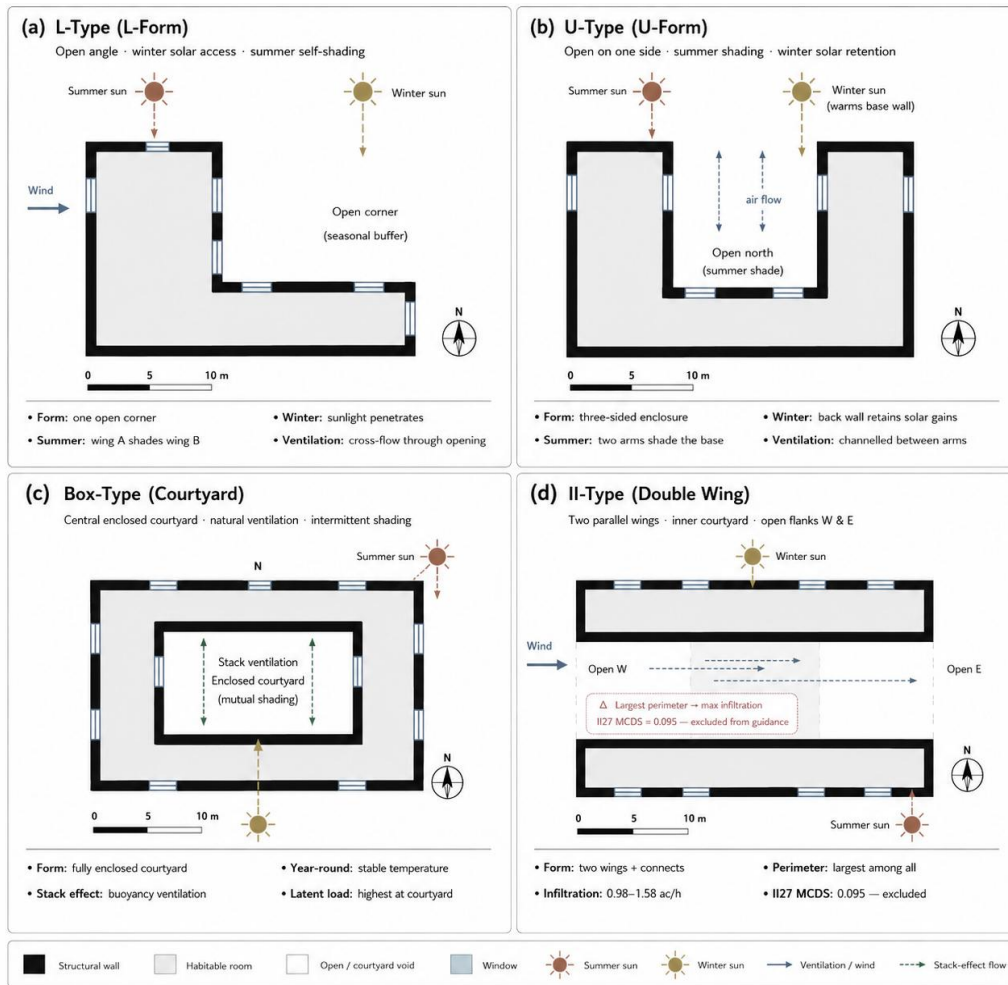 (a) L-Type (L-Form)
Open angle · winter solar access · summer self-shading
Summer sun
Winter sun
Wind
Open corner
(seasonal buffer)
N
0 5 10 m
• Form: one open corner
• Winter: sunlight penetrates
• Summer: wing A shades wing B
• Ventilation: cross-flow through opening
(b) U-Type (U-Form)
Open on one side · summer shading · winter solar retention
Summer sun
Winter sun
(warms base wall)
air flow
Open north
(summer shade)
N
0 5 10 m
• Form: three-sided enclosure
• Winter: back wall retains solar gains
• Summer: two arms shade the base
• Ventilation: channelled between arms
(c) Box-Type (Courtyard)
Central enclosed courtyard · natural ventilation · intermittent shading
Summer sun
N
Stack ventilation
Enclosed courtyard
(mutual shading)
N
0 5 10 m
• Form: fully enclosed courtyard
• Year-round: stable temperature
• Stack effect: buoyancy ventilation
• Latent load: highest at courtyard
(d) II-Type (Double Wing)
Two parallel wings · inner courtyard · open flanks W & E
Winter sun
Wind
Open W
Open E
Δ Largest perimeter → max infiltration
II27 MCDS = 0.095 — excluded from guidance
N
0 5 10 m
Summer sun
• Form: two wings + connects
• Perimeter: largest among all
• Infiltration: 0.98–1.58 ac/h
• II27 MCDS: 0.095 — excluded
Structural wall
Habitable room
Open / courtyard void
Window
Summer sun
Winter sun
Ventilation / wind
Stack-effect flow